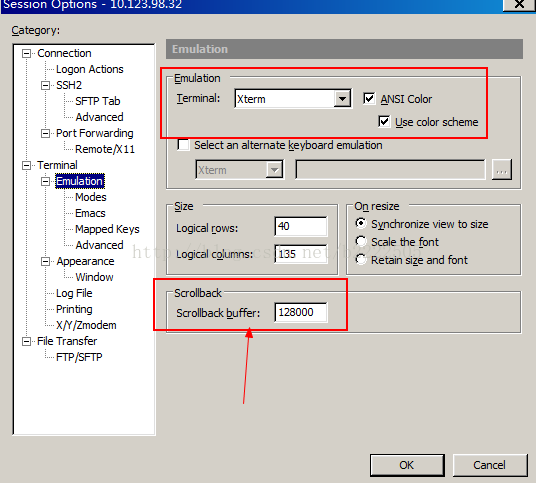 Session Options - 10.123.98.32
Category:
Connection
Logon Actions
SSH2
SFTP Tab
Advanced
Port Forwarding
Remote/X11
Terminal
Emulation
Modes
Emacs
Mapped Keys
Advanced
Appearance
Window
Log File
Printing
X/Y/Zmodem
File Transfer
FTP/SFTP
Emulation
Emulation
Terminal: Xterm ANSI Color
Use color scheme
Select an alternate keyboard emulation
Xterm ...
Size
Logical rows: 40
Logical columns: 135
On resize
Synchronize view to size
Scale the font
Retain size and font
Scrollback
Scrollback buffer: 128000
OK Cancel